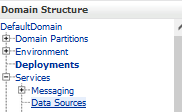 Domain Structure
DefaultDomain
Domain Partitions
Environment
Deployments
Services
Messaging
Data Sources